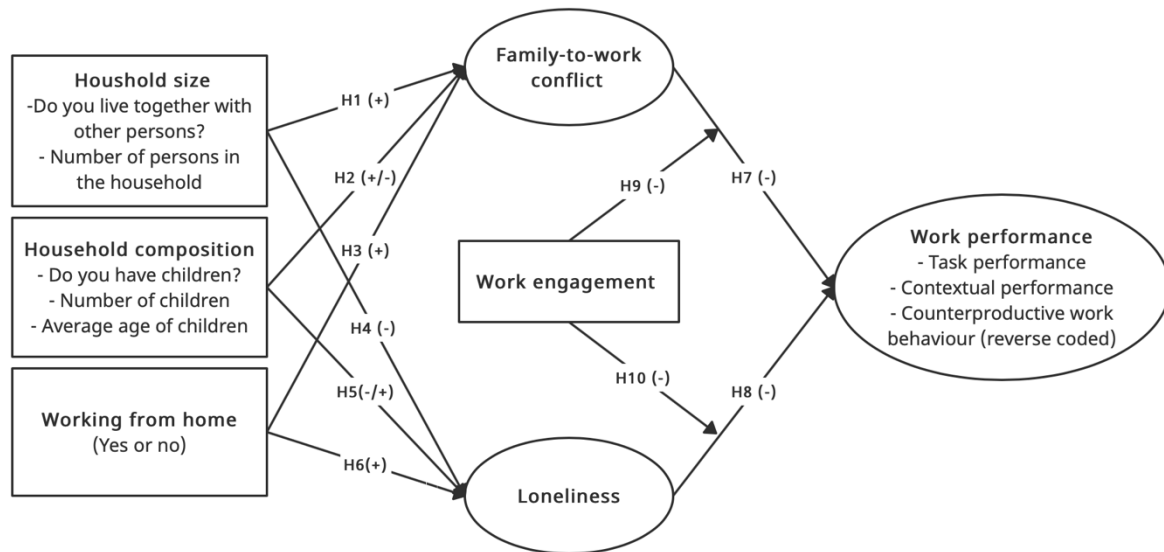 Houshold size
-Do you live together with
other persons?
- Number of persons in
the household
Household composition
- Do you have children?
- Number of children
- Average age of children
Working from home
(Yes or no)
H1 (+)
H2 (+/-)
H3 (+)
H4 (-)
H5(-/+)
H6(+)
Family-to-work
conflict
Work engagement
Loneliness
H9 (-)
H10 (-)
H7 (-)
H8 (-)
Work performance
- Task performance
- Contextual performance
- Counterproductive work
behaviour (reverse coded)